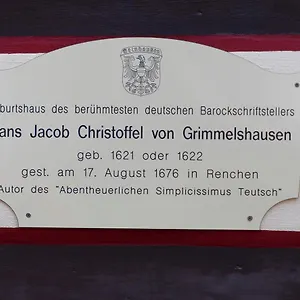 burtshaus des berühmtesten deutschen Barockschriftstellers
ans Jacob Christoffel von Grimmelshausen
geb. 1621 oder 1622
gest. am 17. August 1676 in Renchen
Autor des "Abentheuerlichen Simplicissimus Teutsch"